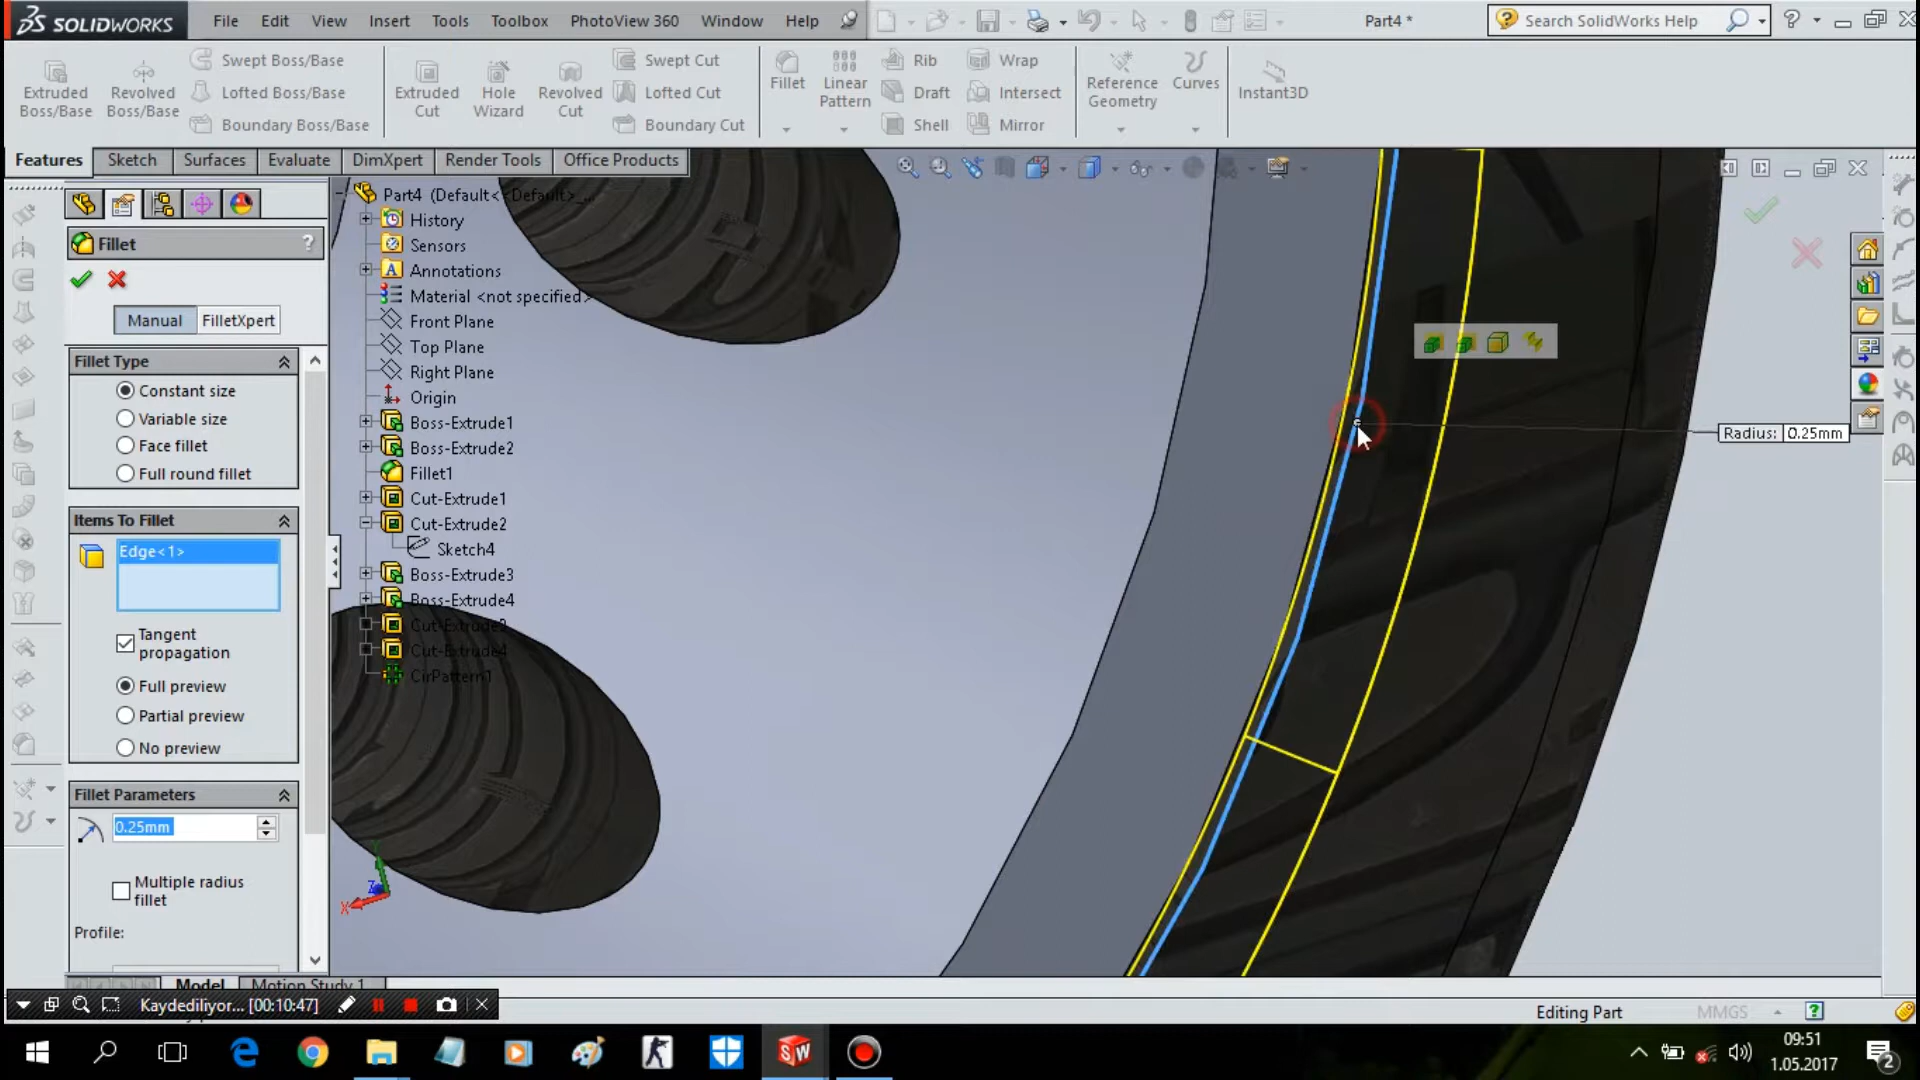 SOLIDWORKS
File Edit View Insert Tools Toolbox PhotoView 360 Window Help
Part4 *
Search SolidWorks Help
Extruded Boss/Base
Revolved Boss/Base
Swept Boss/Base
Lofted Boss/Base
Boundary Boss/Base
Extruded Cut
Hole Wizard
Revolved Cut
Swept Cut
Lofted Cut
Boundary Cut
Fillet
Linear Pattern
Rib
Draft
Shell
Wrap
Intersect
Mirror
Reference Geometry
Curves
Instant3D
Features Sketch Surfaces Evaluate DimXpert Render Tools Office Products
Fillet
?
Manual FilletXpert
Fillet Type
Constant size
Variable size
Face fillet
Full round fillet
Items To Fillet
Edge<1>
Tangent
propagation
Full preview
Partial preview
No preview
Fillet Parameters
0.25mm
Multiple radius
fillet
Profile:
Part4 (Default<<Default>_...
History
Sensors
Annotations
Material <not specified>
Front Plane
Top Plane
Right Plane
Origin
Boss-Extrude1
Boss-Extrude2
Fillet1
Cut-Extrude1
Cut-Extrude2
Sketch4
Boss-Extrude3
Boss-Extrude4
Cut-Extrude3
Cut-Extrude4
CirPattern1
Radius: 0.25mm
X
Z
Model Motion Study 1
Kaydediliyor... [00:10:47]
Editing Part
MMGS
09:51
1.05.2017
2